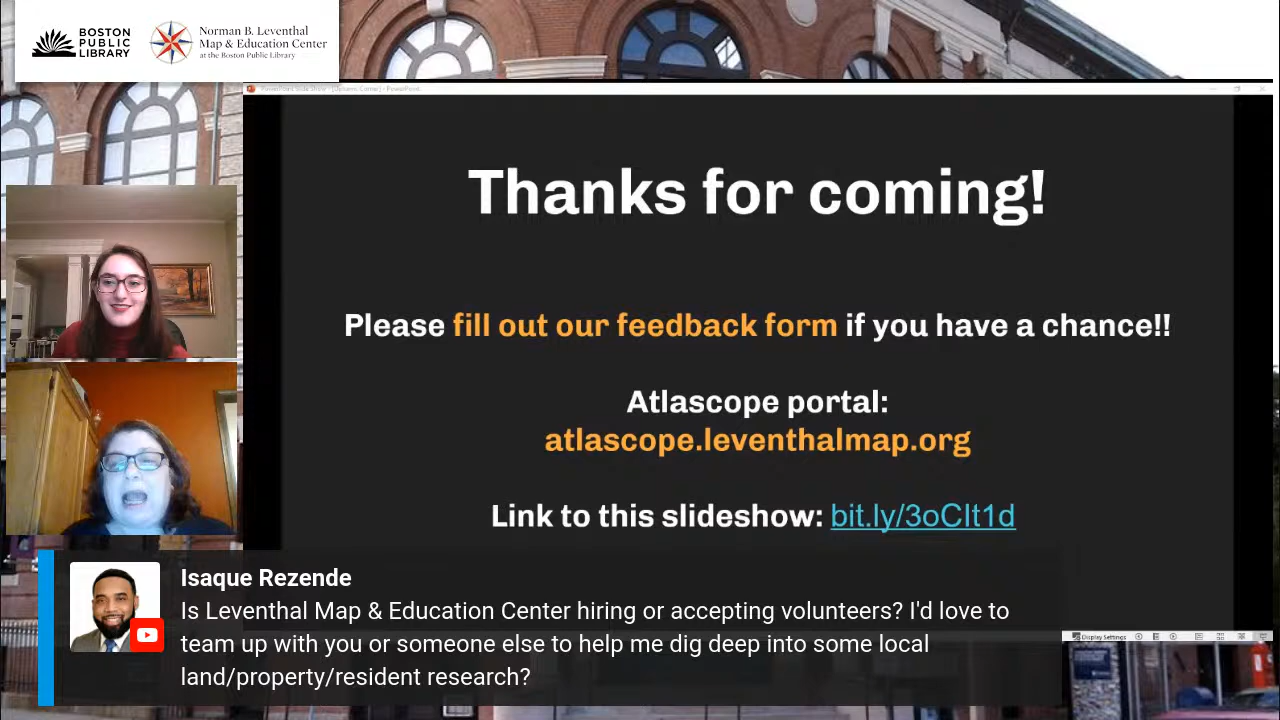 BOSTON
PUBLIC
LIBRARY
Norman B. Leventhal
Map & Education Center
at the Boston Public Library
Thanks for coming!
Please fill out our feedback form if you have a chance!!
Atlascope portal:
atlascope.leventhalmap.org
Link to this slideshow: bit.ly/3oCIt1d
Isaque Rezende
Is Leventhal Map & Education Center hiring or accepting volunteers? I'd love to
team up with you or someone else to help me dig deep into some local
land/property/resident research?
Display Settings